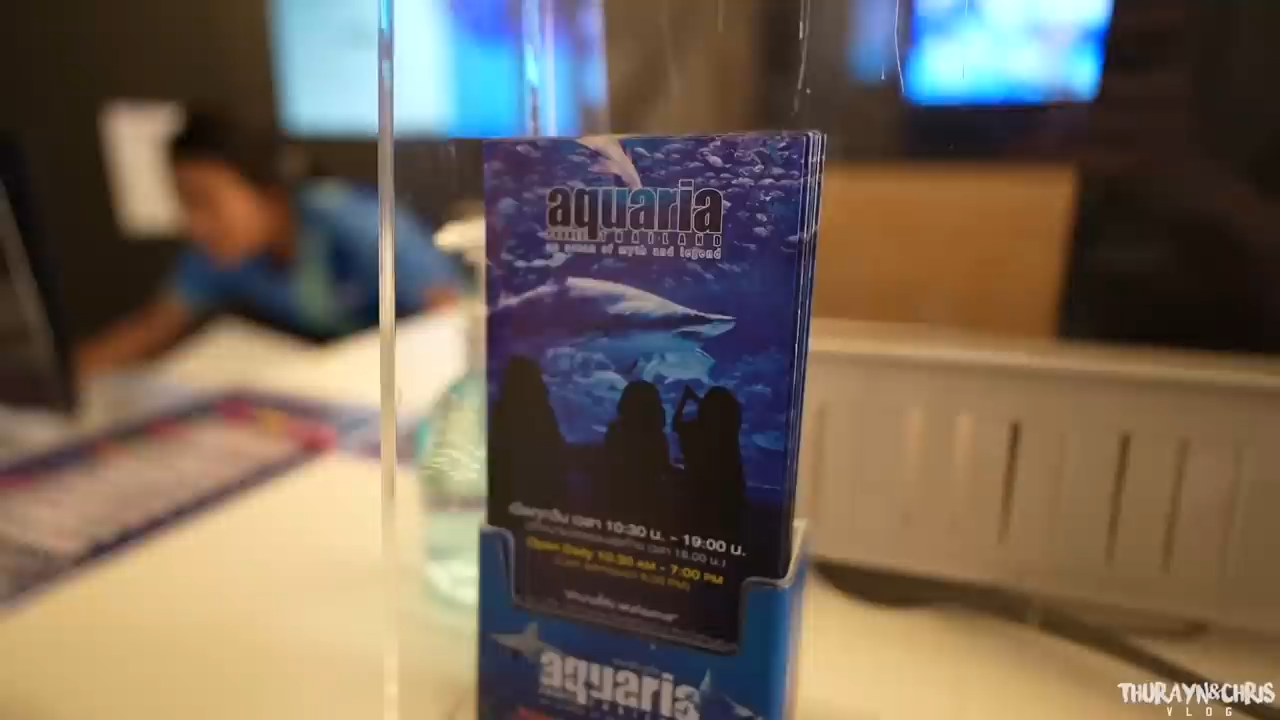 aquaria
PHUKET THAILAND
an ocean of myth and legend
เปิดทุกวัน เวลา 10:30 น. - 19:00 น.
Open Daily 10:30 AM - 7:00 PM
aquaria
THURAYN&CHRIS
VLOG